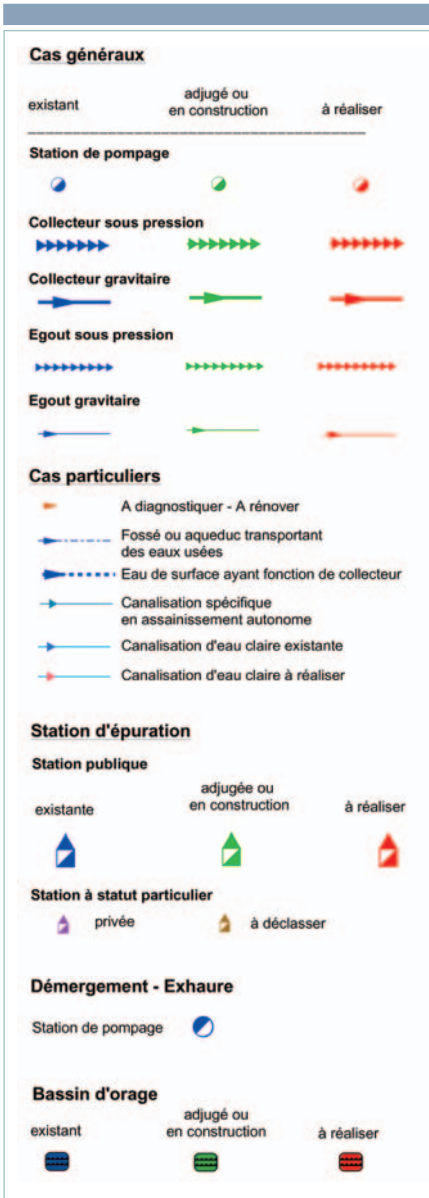 Cas généraux
existant
adjugé ou
en construction
à réaliser
Station de pompage
Collecteur sous pression
Collecteur gravitaire
Egout sous pression
Egout gravitaire
Cas particuliers
A diagnostiquer - A rénover
Fossé ou aqueduc transportant
des eaux usées
Eau de surface ayant fonction de collecteur
Canalisation spécifique
en assainissement autonome
Canalisation d'eau claire existante
Canalisation d'eau claire à réaliser
Station d'épuration
Station publique
existante
adjugée ou
en construction
à réaliser
Station à statut particulier
privée
à déclasser
Démergement - Exhaure
Station de pompage
Bassin d'orage
existant
adjugé ou
en construction
à réaliser